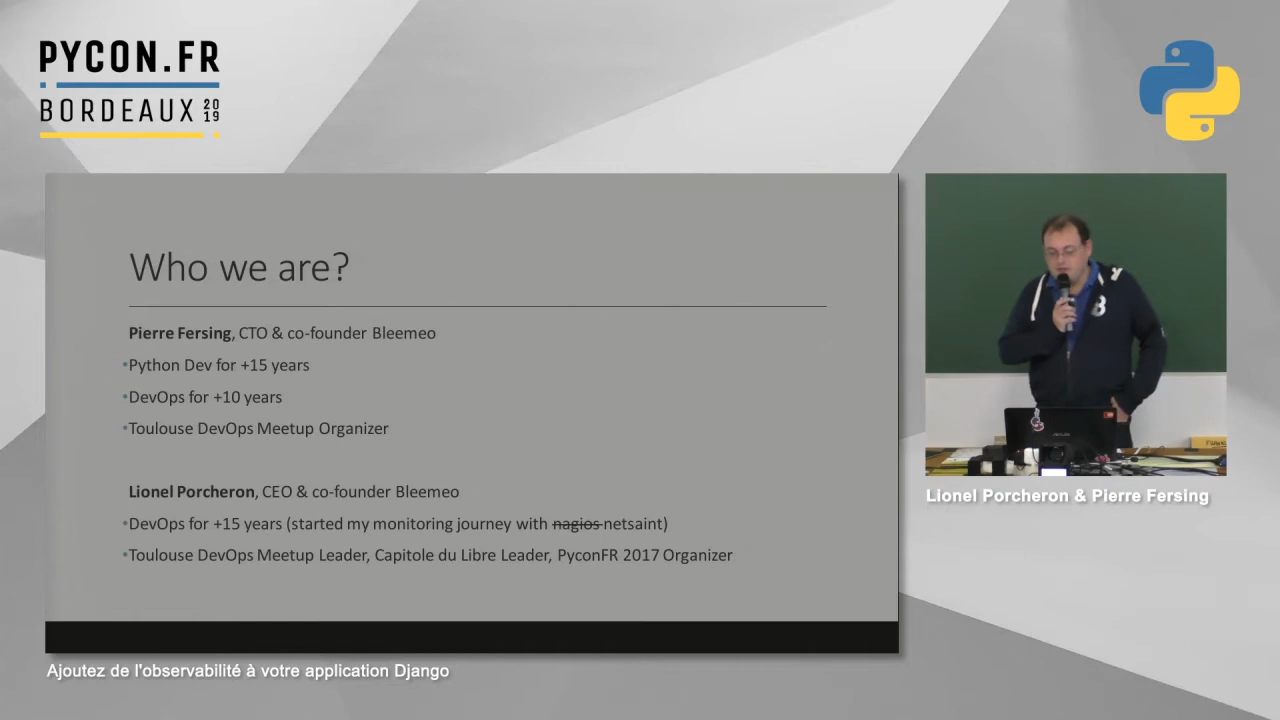 PYCON.FR
BORDEAUX 2019
Who we are?
Pierre Fersing, CTO & co-founder Bleemeo
•Python Dev for +15 years
•DevOps for +10 years
•Toulouse DevOps Meetup Organizer
Lionel Porcheron, CEO & co-founder Bleemeo
•DevOps for +15 years (started my monitoring journey with nagios netsaint)
•Toulouse DevOps Meetup Leader, Capitole du Libre Leader, PyconFR 2017 Organizer
ASUS
Lionel Porcheron & Pierre Fersing
Ajoutez de l'observabilité à votre application Django